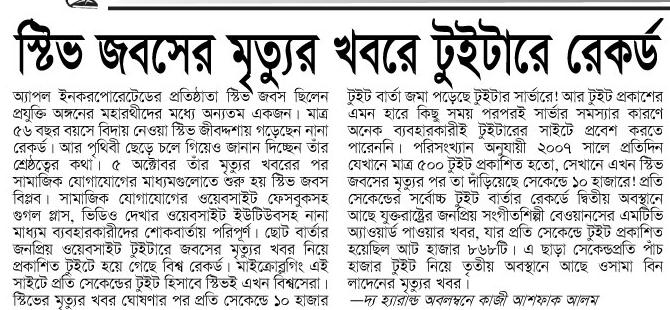 স্টিভ জবসের মৃত্যুর খবরে টুইটারে রেকর্ড
অ্যাপল ইনকরপোরেটেডের প্রতিষ্ঠাতা স্টিভ জবস ছিলেন
প্রযুক্তি অঙ্গনের মহারথীদের মধ্যে অন্যতম একজন। মাত্র
৫৬ বছর বয়সে বিদায় নেওয়া স্টিভ জীবদ্দশায় গড়েছেন নানা
রেকর্ড। আর পৃথিবী ছেড়ে চলে গিয়েও জানান দিচ্ছেন তাঁর
শ্রেষ্ঠত্বের কথা। ৫ অক্টোবর তাঁর মৃত্যুর খবরের পর
সামাজিক যোগাযোগের মাধ্যমগুলোতে শুরু হয় স্টিভ জবস
বিপ্লব। সামাজিক যোগাযোগের ওয়েবসাইট ফেসবুকসহ
গুগল প্লাস, ভিডিও দেখার ওয়েবসাইট ইউটিউবসহ নানা
মাধ্যম ব্যবহারকারীদের শোকবার্তায় পরিপূর্ণ। ছোট বার্তার
জনপ্রিয় ওয়েবসাইট টুইটারে জবসের মৃত্যুর খবর নিয়ে
প্রকাশিত টুইটে হয়ে গেছে বিশ্ব রেকর্ড। মাইক্রোব্লগিং এই
সাইটে প্রতি সেকেন্ডের টুইট হিসাবে স্টিভই এখন বিশ্বসেরা।
স্টিভের মৃত্যুর খবর ঘোষণার পর প্রতি সেকেন্ডে ১০ হাজার
টুইট বার্তা জমা পড়েছে টুইটার সার্ভারে! আর টুইট প্রকাশের
এমন হারে কিছু সময় পরপরই সার্ভার সমস্যার কারণে
অনেক ব্যবহারকারীই টুইটারের সাইটে প্রবেশ করতে
পারেননি। পরিসংখ্যান অনুযায়ী ২০০৭ সালে প্রতিদিন
যেখানে মাত্র ৫০০ টুইট প্রকাশিত হতো, সেখানে এখন স্টিভ
জবসের মৃত্যুর পর তা দাঁড়িয়েছে সেকেন্ডে ১০ হাজারে! প্রতি
সেকেন্ডের সর্বোচ্চ টুইট বার্তার রেকর্ডে দ্বিতীয় অবস্থানে
আছে যুক্তরাষ্ট্রের জনপ্রিয় সংগীতশিল্পী বেওয়ানসের এমটিভি
অ্যাওয়ার্ড পাওয়ার খবর, যার প্রতি সেকেন্ডে টুইট প্রকাশিত
হয়েছিল আট হাজার ৮৬৮টি। এ ছাড়া সেকেন্ডপ্রতি পাঁচ
হাজার টুইট নিয়ে তৃতীয় অবস্থানে আছে ওসামা বিন
লাদেনের মৃত্যুর খবর।
—দ্য হ্যারাল্ড অবলম্বনে কাজী আশফাক আলম